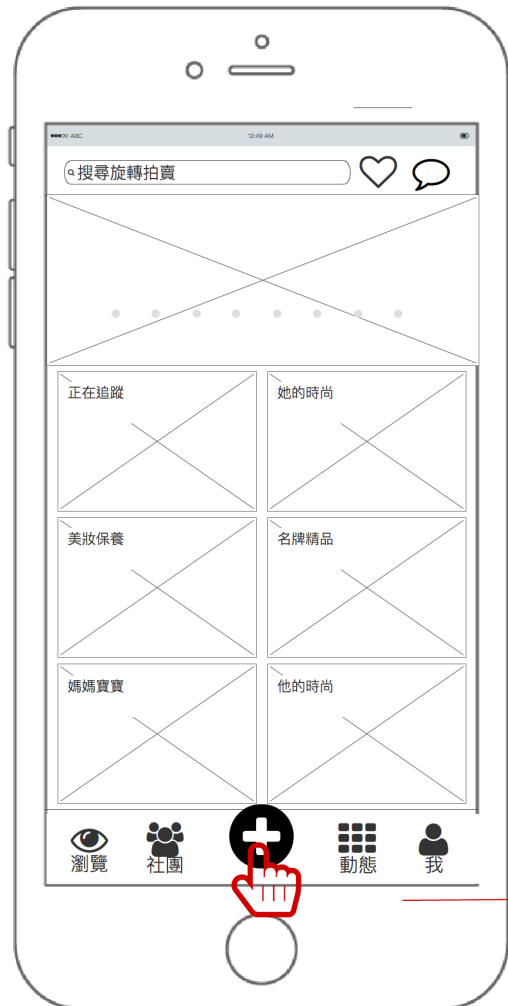 ABC 12:49 AM
搜尋旋轉拍賣
正在追蹤 她的時尚
美妝保養 名牌精品
媽媽寶寶 他的時尚
瀏覽 社團 動態 我